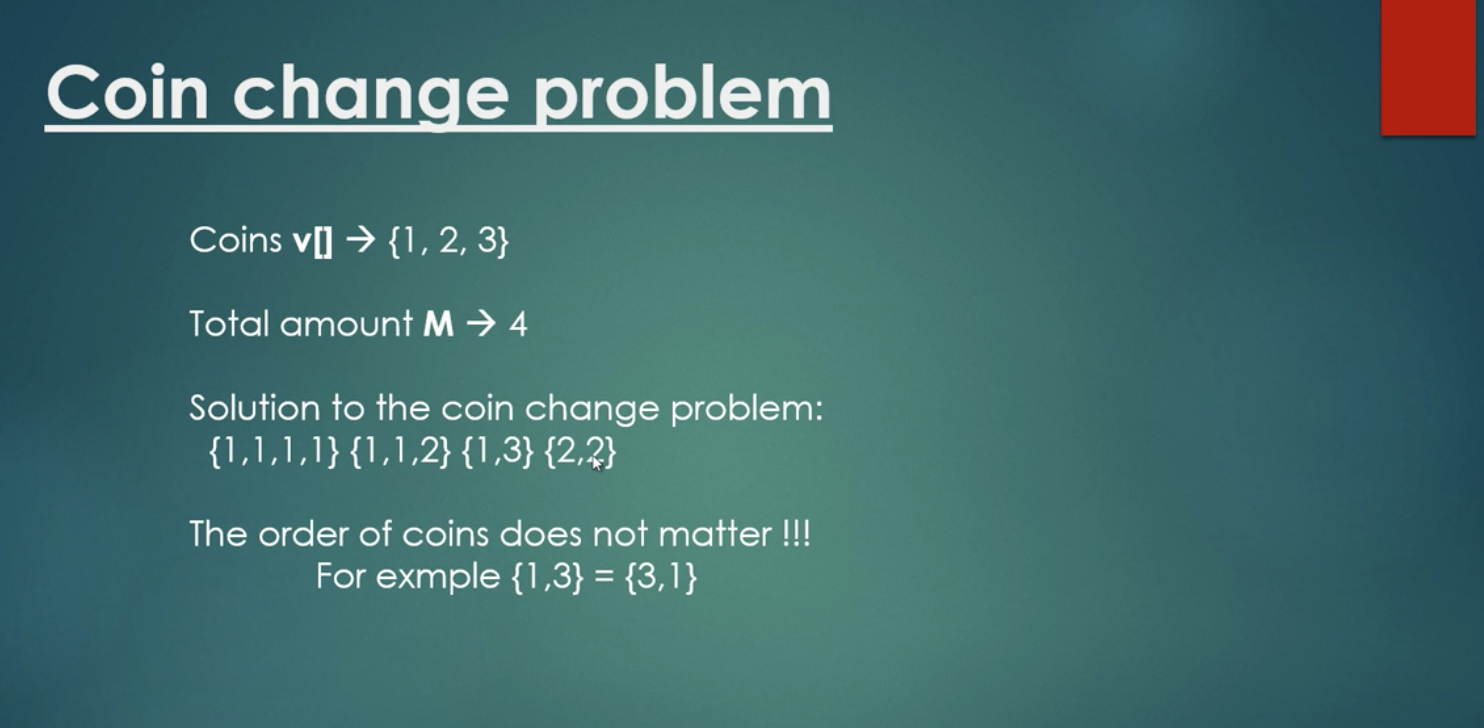 Coin change problem
Coins v[] → {1, 2, 3}
Total amount M → 4
Solution to the coin change problem:
{1,1,1,1} {1,1,2} {1,3} {2,2}
The order of coins does not matter !!!
For exmple {1,3} = {3,1}